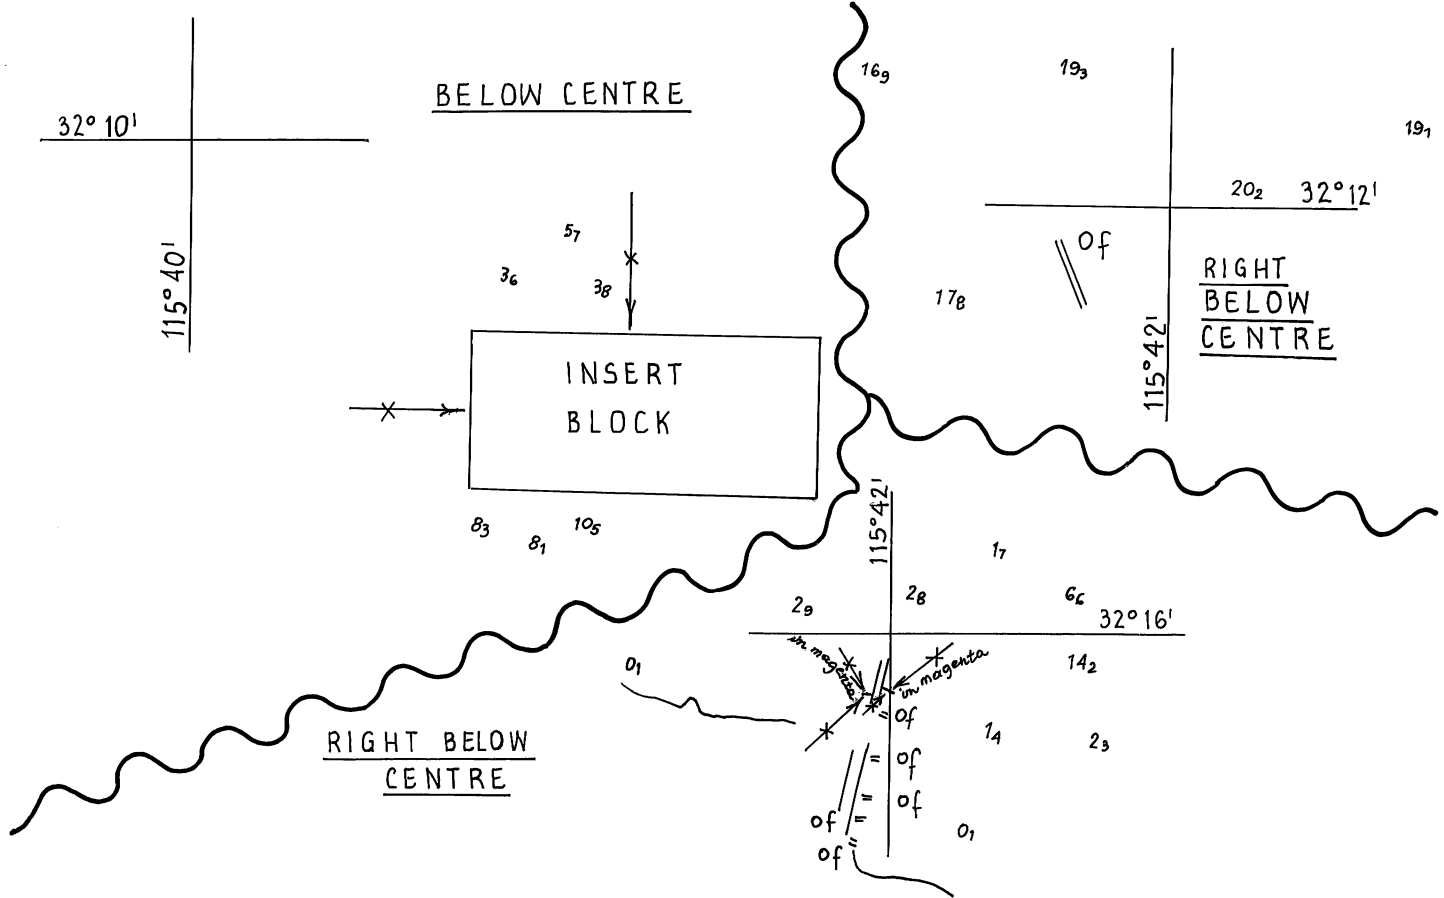 BELOW CENTRE
32° 10'
115° 40'
5₇
3₆
3₈
INSERT
BLOCK
8₃
8₁
10₅
16₉
19₃
19₁
20₂
32° 12'
Of
17₈
RIGHT
BELOW
CENTRE
115° 42'
115° 42'
1₇
2₉
2₈
6₆
32° 16'
in magenta
in magenta
0₁
14₂
Of
1₄
2₃
Of
Of
Of
0₁
Of
RIGHT BELOW
CENTRE